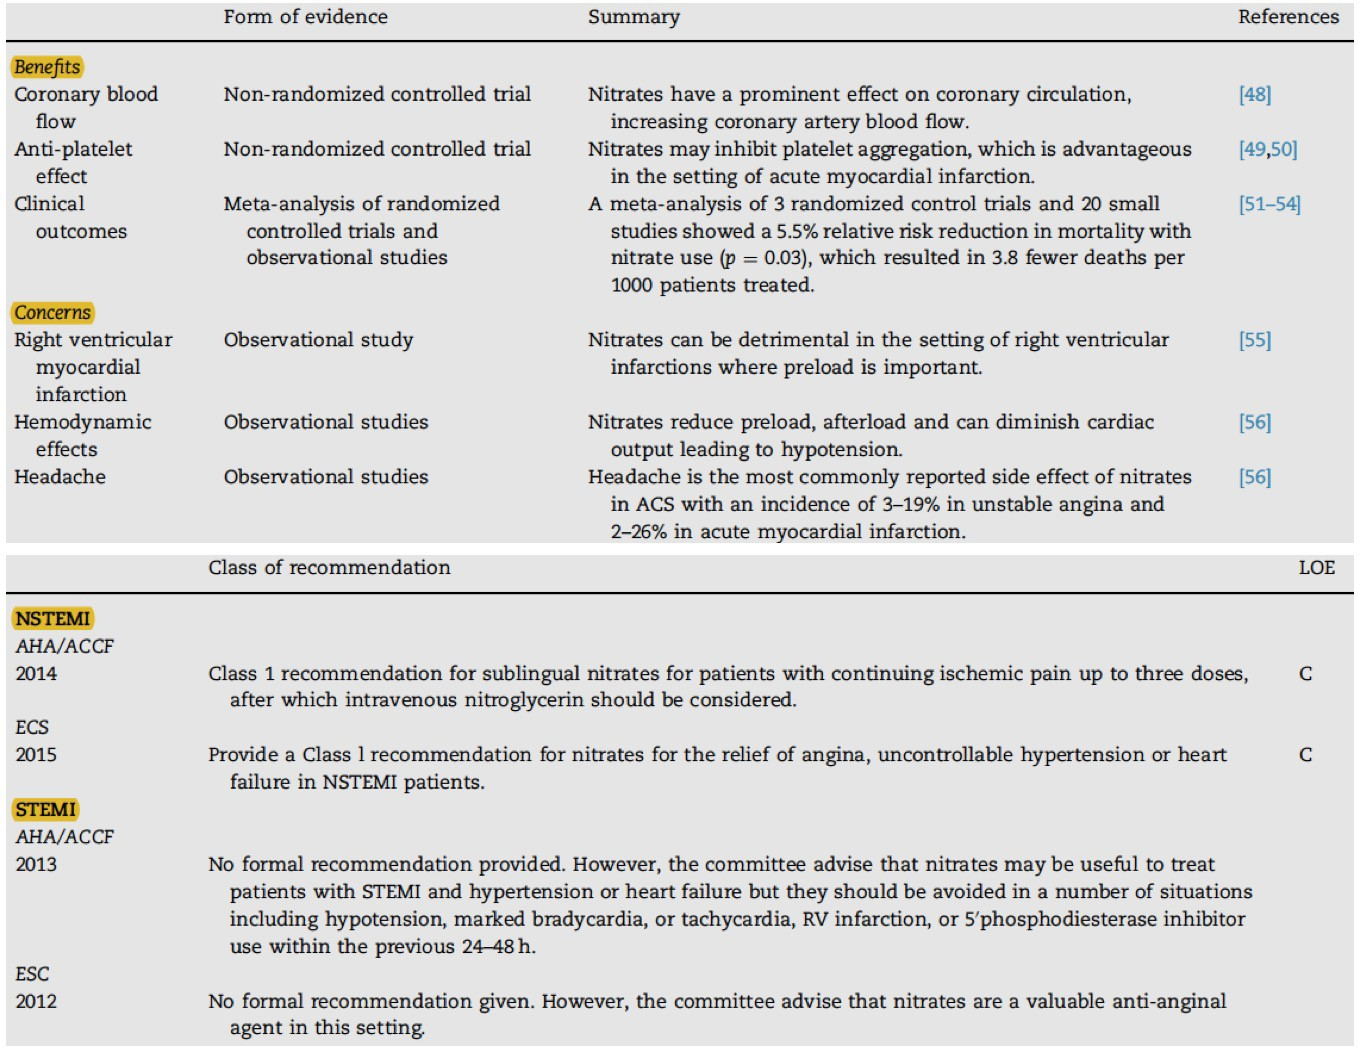 Form of evidence Summary References
Benefits
Coronary blood Non-randomized controlled trial Nitrates have a prominent effect on coronary circulation, [48]
flow increasing coronary artery blood flow.
Anti-platelet Non-randomized controlled trial Nitrates may inhibit platelet aggregation, which is advantageous [49,50]
effect in the setting of acute myocardial infarction.
Clinical Meta-analysis of randomized A meta-analysis of 3 randomized control trials and 20 small [51–54]
outcomes controlled trials and studies showed a 5.5% relative risk reduction in mortality with
observational studies nitrate use (p = 0.03), which resulted in 3.8 fewer deaths per
1000 patients treated.
Concerns
Right ventricular Observational study Nitrates can be detrimental in the setting of right ventricular [55]
myocardial infarctions where preload is important.
infarction
Hemodynamic Observational studies Nitrates reduce preload, afterload and can diminish cardiac [56]
effects output leading to hypotension.
Headache Observational studies Headache is the most commonly reported side effect of nitrates [56]
in ACS with an incidence of 3–19% in unstable angina and
2–26% in acute myocardial infarction.
Class of recommendation LOE
NSTEMI
AHA/ACCF
2014 Class 1 recommendation for sublingual nitrates for patients with continuing ischemic pain up to three doses, C
after which intravenous nitroglycerin should be considered.
ECS
2015 Provide a Class l recommendation for nitrates for the relief of angina, uncontrollable hypertension or heart C
failure in NSTEMI patients.
STEMI
AHA/ACCF
2013 No formal recommendation provided. However, the committee advise that nitrates may be useful to treat
patients with STEMI and hypertension or heart failure but they should be avoided in a number of situations
including hypotension, marked bradycardia, or tachycardia, RV infarction, or 5′phosphodiesterase inhibitor
use within the previous 24–48 h.
ESC
2012 No formal recommendation given. However, the committee advise that nitrates are a valuable anti-anginal
agent in this setting.